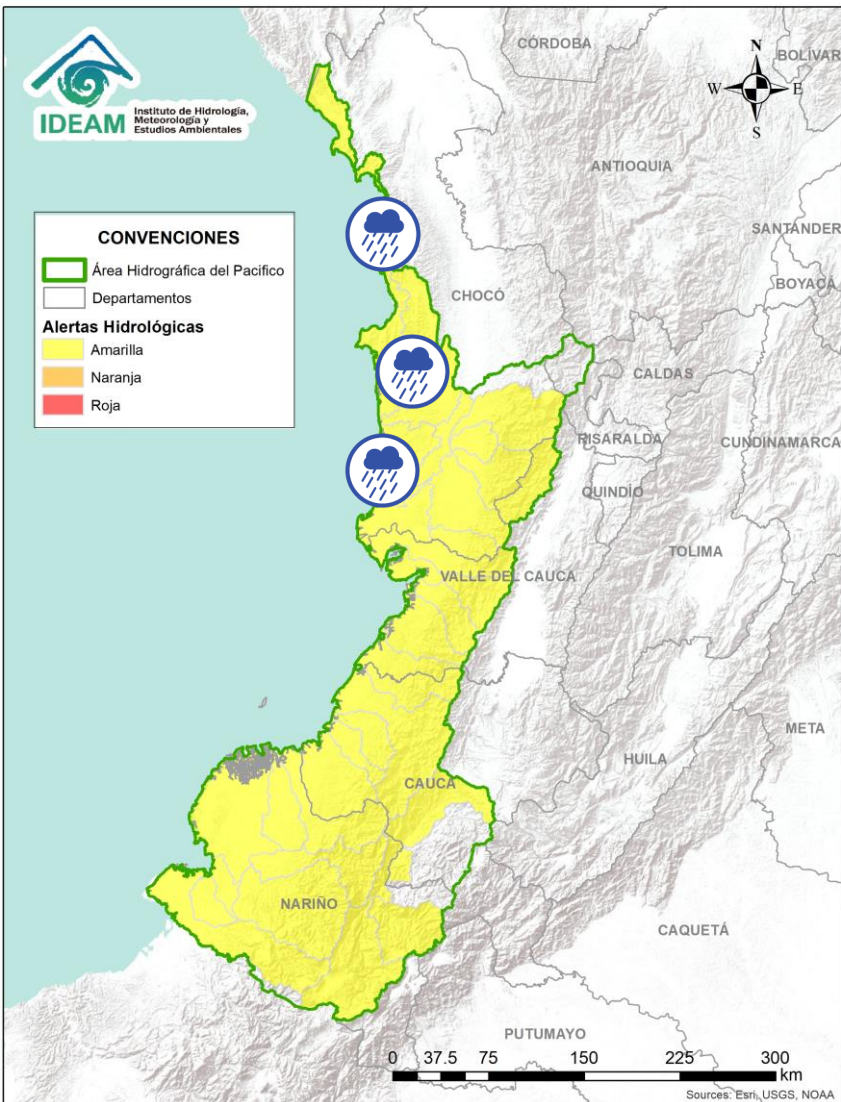 CÓRDOBA
BOLÍVAR
N
W
E
S
IDEAM
Instituto de Hidrología,
Meteorología y
Estudios Ambientales
ANTIOQUIA
SANTANDER
BOYACÁ
CONVENCIONES
Área Hidrográfica del Pacifico
Departamentos
Alertas Hidrológicas
Amarilla
Naranja
Roja
CHOCÓ
CALDAS
RISARALDA
CUNDINAMARCA
QUINDÍO
TOLIMA
VALLE DEL CAUCA
META
HUILA
CAUCA
NARIÑO
CAQUETÁ
PUTUMAYO
0 37.5 75 150 225 300
km
Sources: Esri, USGS, NOAA